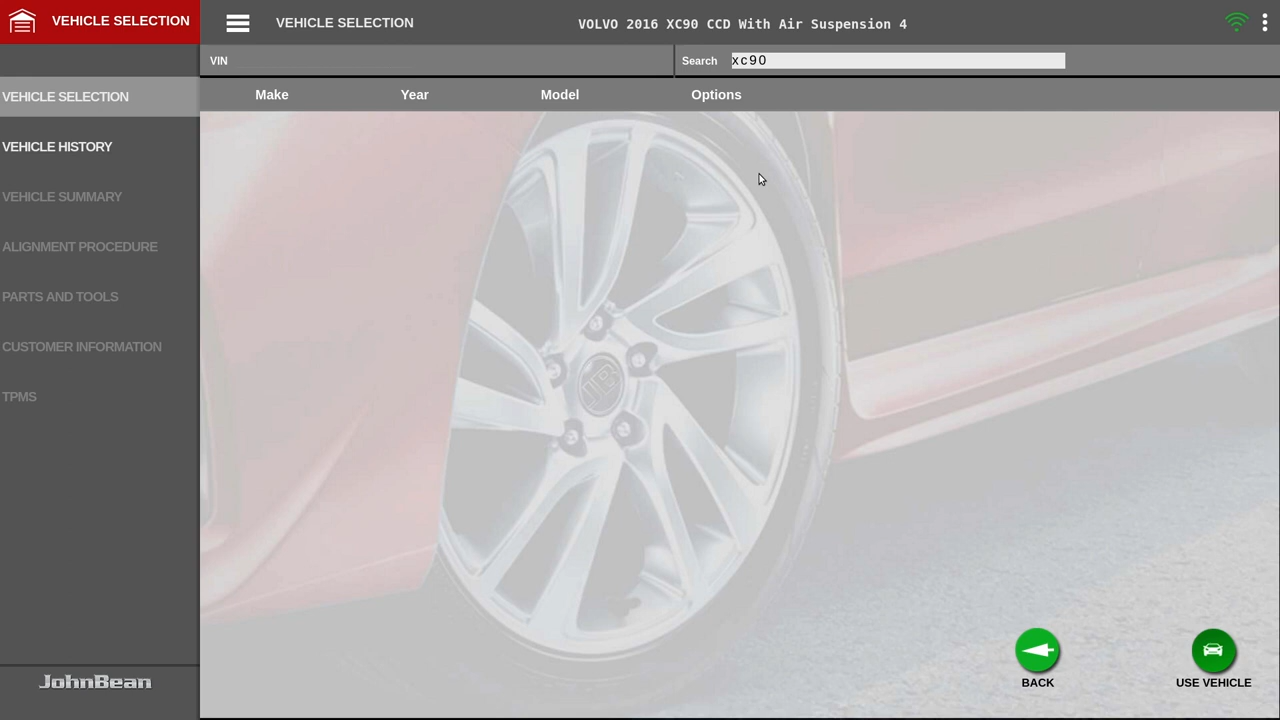 VEHICLE SELECTION
VEHICLE SELECTION
VOLVO 2016 XC90 CCD With Air Suspension 4
VIN
Search xc90
VEHICLE SELECTION
VEHICLE HISTORY
VEHICLE SUMMARY
ALIGNMENT PROCEDURE
PARTS AND TOOLS
CUSTOMER INFORMATION
TPMS
Make Year Model Options
JB
BACK
USE VEHICLE
JohnBean